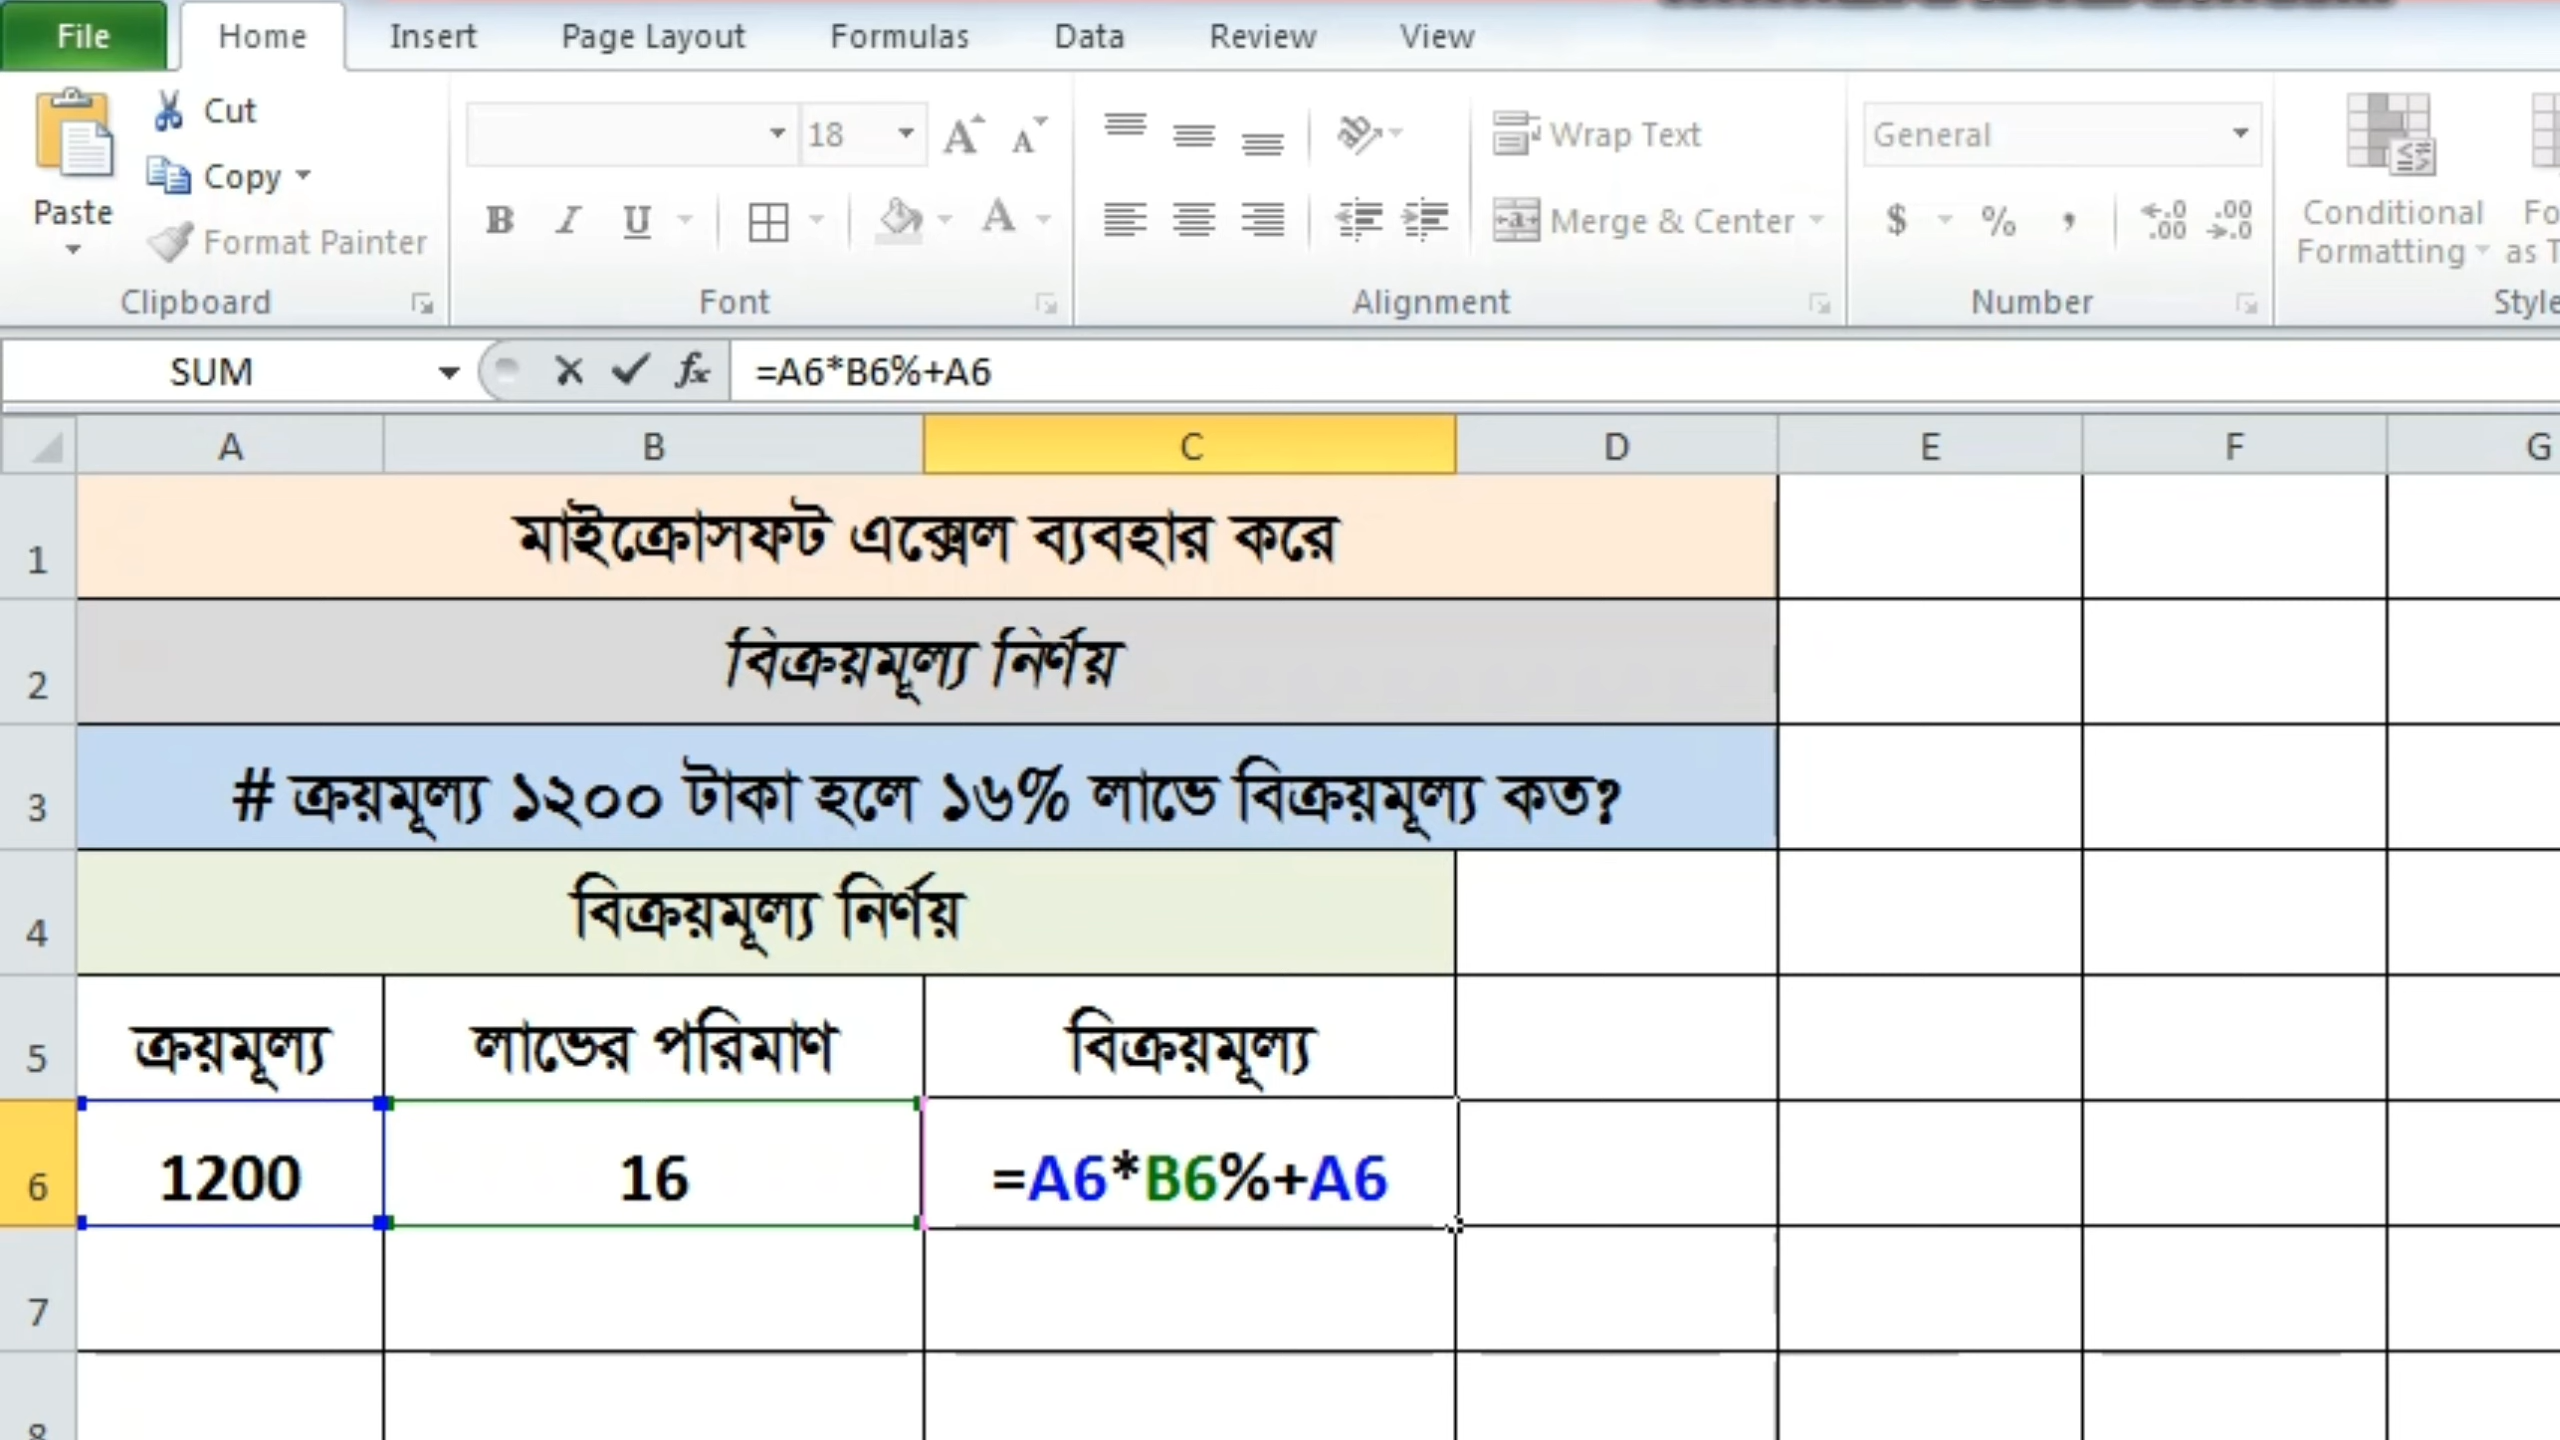 File Home Insert Page Layout Formulas Data Review View
Paste Cut Copy Format Painter
Clipboard
18
Font
Wrap Text
Merge & Center
Alignment
General
$ % ,
Number
Conditional Formatting
SUM =A6*B6%+A6
A B C D E F G
1 মাইক্রোসফট এক্সেল ব্যবহার করে
2 বিক্রয়মূল্য নির্ণয়
3 # ক্রয়মূল্য ১২০০ টাকা হলে ১৬% লাভে বিক্রয়মূল্য কত?
4 বিক্রয়মূল্য নির্ণয়
5 ক্রয়মূল্য লাভের পরিমাণ বিক্রয়মূল্য
6 1200 16 =A6*B6%+A6
7
8